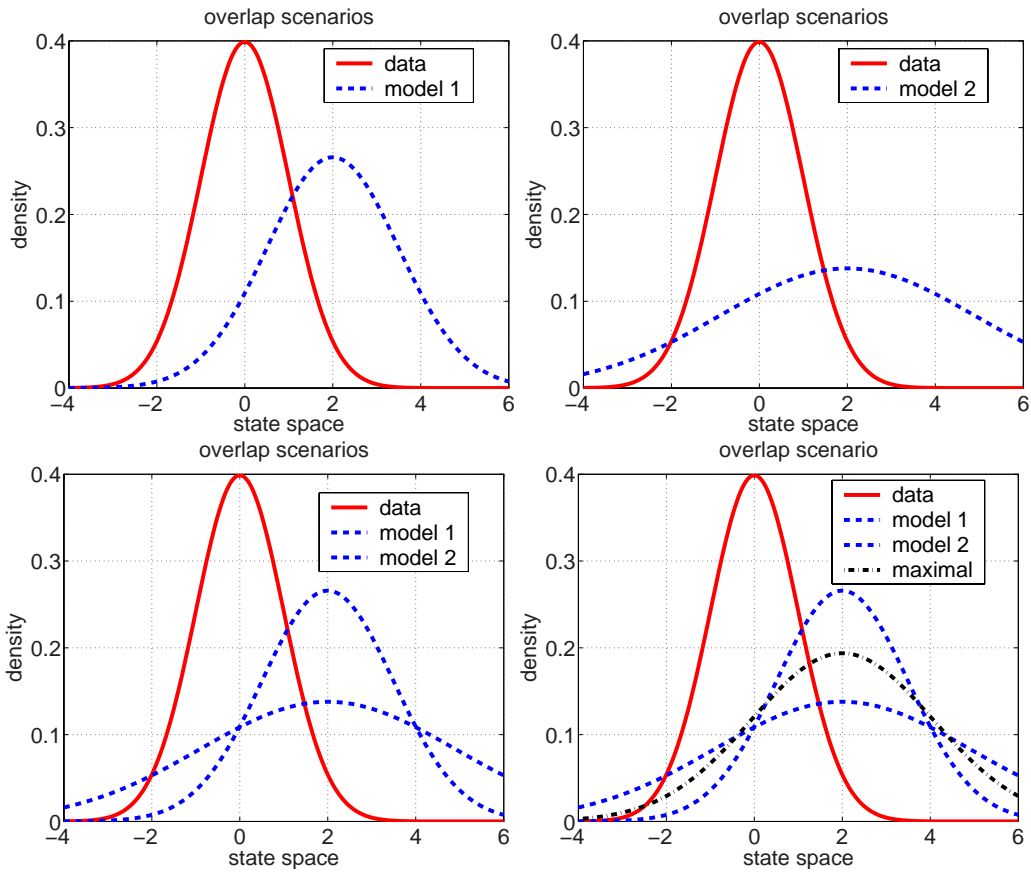 overlap scenarios
0.4
0.3
0.2
0.1
0
density
data
model 1
−4 −2 0 2 4 6
state space
overlap scenarios
0.4
0.3
0.2
0.1
0
density
data
model 2
−4 −2 0 2 4 6
state space
overlap scenarios
0.4
0.3
0.2
0.1
0
density
data
model 1
model 2
−4 −2 0 2 4 6
state space
overlap scenario
0.4
0.3
0.2
0.1
0
density
data
model 1
model 2
maximal
−4 −2 0 2 4 6
state space